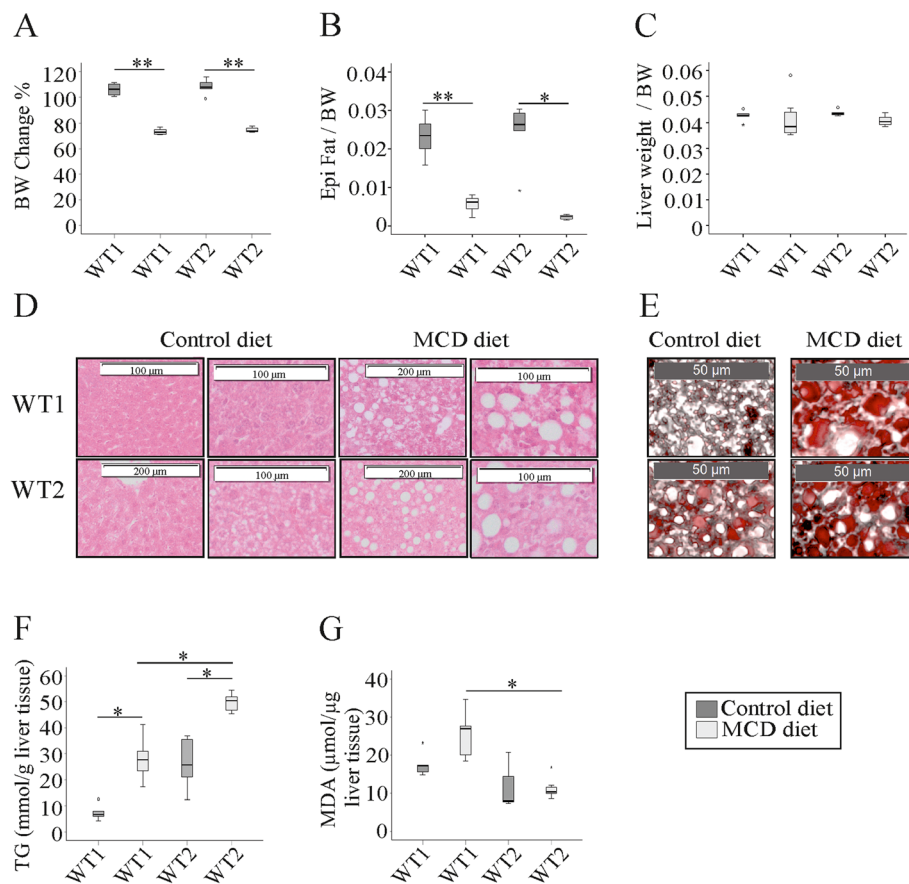 A
BW Change %
120
100
80
60
40
20
0
**
**
WT1
WT1
WT2
WT2
B
Epi Fat / BW
0.04
0.03
0.02
0.01
0
**
*
WT1
WT1
WT2
WT2
C
Liver weight / BW
0.06
0.05
0.04
0.03
0.02
0.01
0
WT1
WT1
WT2
WT2
D
Control diet
MCD diet
WT1
100 µm
100 µm
200 µm
100 µm
WT2
200 µm
100µm
200 µm
100 µm
E
Control diet
MCD diet
50 µm
50 µm
50 µm
50 µm
F
TG (mmol/g liver tissue)
60
50
40
30
20
10
0
*
*
*
WT1
WT1
WT2
WT2
G
MDA (µmol/µg
liver tissue)
40
30
20
10
0
*
WT1
WT1
WT2
WT2
Control diet
MCD diet